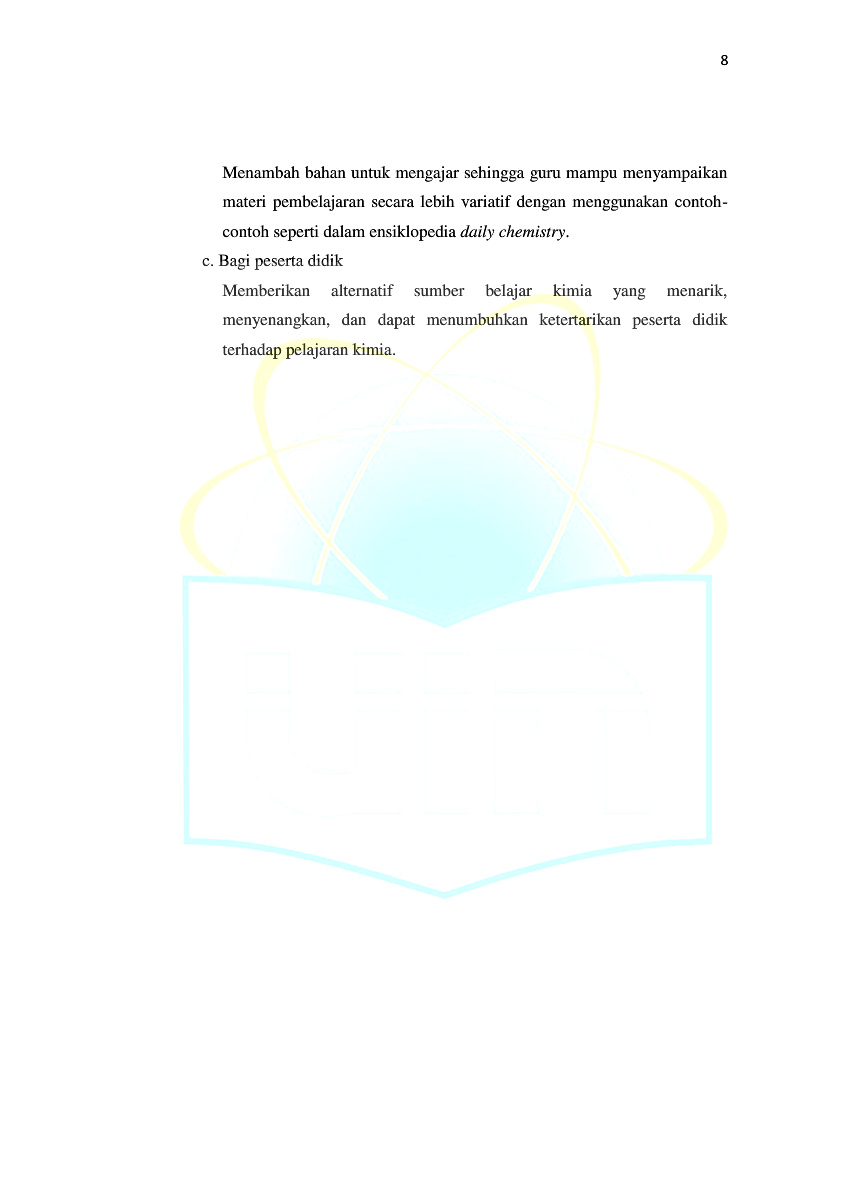 8
Menambah bahan untuk mengajar sehingga guru mampu menyampaikan
materi pembelajaran secara lebih variatif dengan menggunakan contoh-
contoh seperti dalam ensiklopedia daily chemistry.
c. Bagi peserta didik
Memberikan alternatif sumber belajar kimia yang menarik,
menyenangkan, dan dapat menumbuhkan ketertarikan peserta didik
terhadap pelajaran kimia.